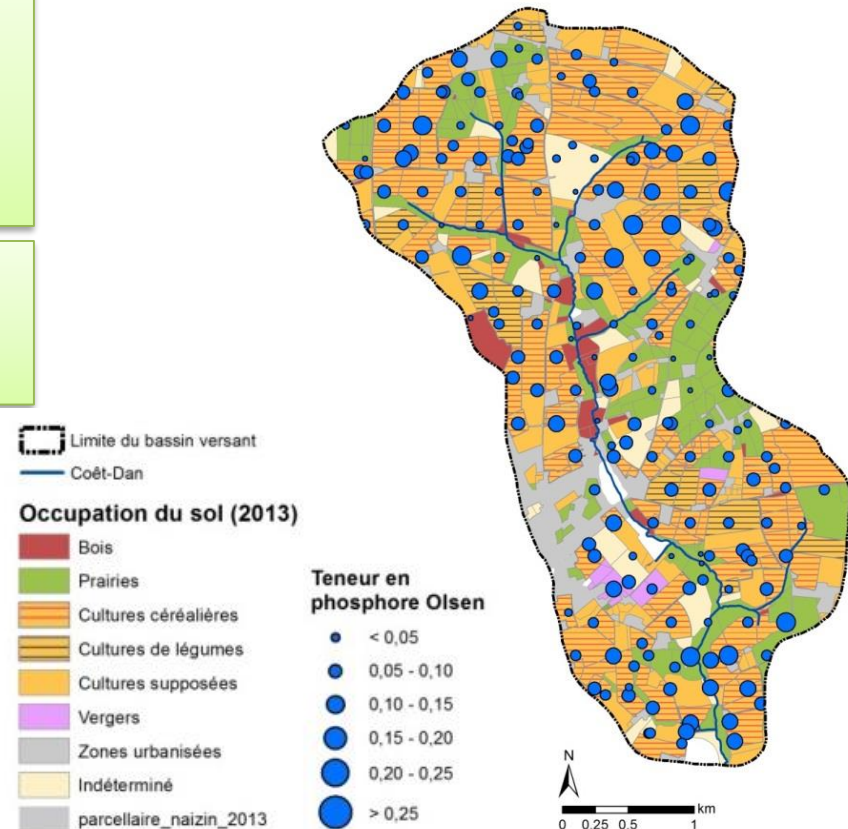 Limite du bassin versant
Coêt-Dan
Occupation du sol (2013)
Bois
Prairies
Cultures céréalières
Cultures de légumes
Cultures supposées
Vergers
Zones urbanisées
Indéterminé
parcellaire_naizin_2013
Teneur en
phosphore Olsen
< 0,05
0,05 - 0,10
0,10 - 0,15
0,15 - 0,20
0,20 - 0,25
> 0,25
N
km
0 0.25 0.5 1